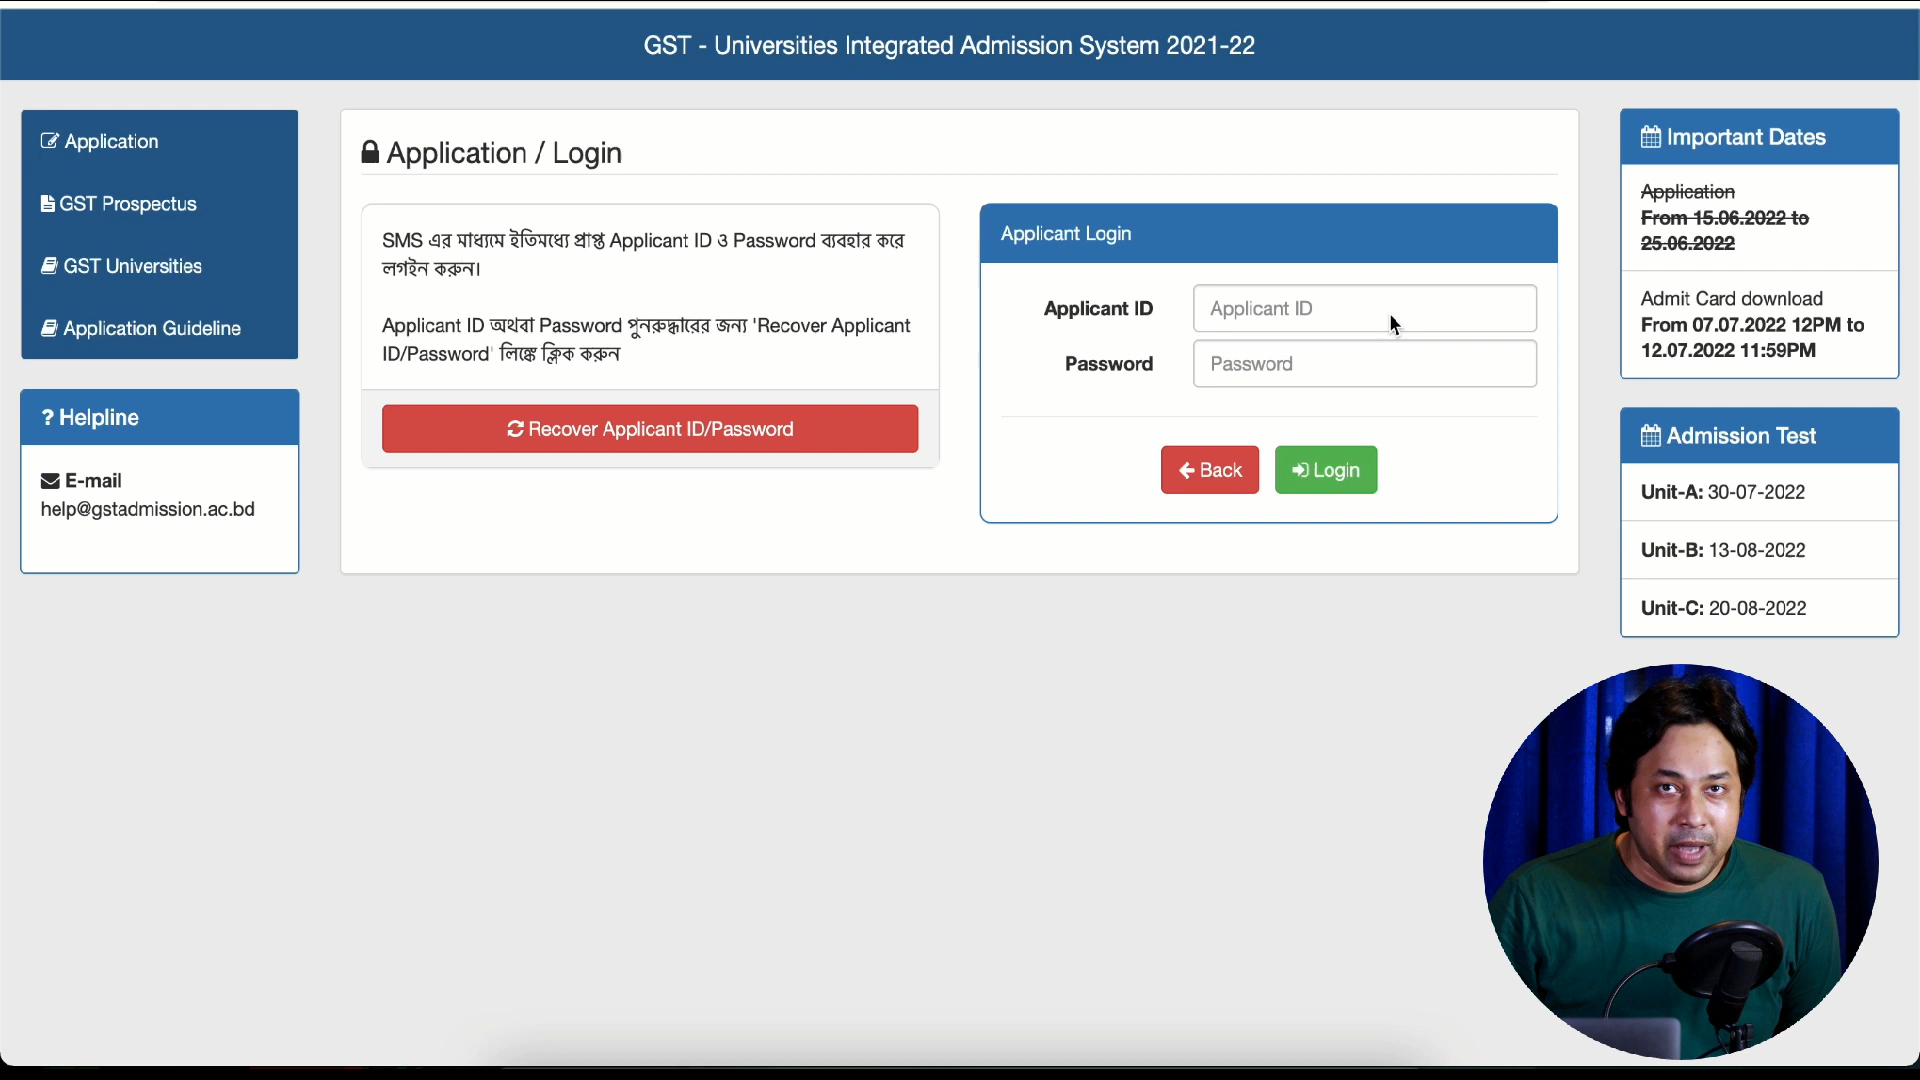 GST - Universities Integrated Admission System 2021-22
Application
GST Prospectus
GST Universities
Application Guideline
? Helpline
E-mail
help@gstadmission.ac.bd
Application / Login
SMS এর মাধ্যমে ইতিমধ্যে প্রাপ্ত Applicant ID ও Password ব্যবহার করে
লগইন করুন।
Applicant ID অথবা Password পুনরুদ্ধারের জন্য 'Recover Applicant
ID/Password' লিঙ্কে ক্লিক করুন
Recover Applicant ID/Password
Applicant Login
Applicant ID Applicant ID
Password Password
Back Login
Important Dates
Application
From 15.06.2022 to
25.06.2022
Admit Card download
From 07.07.2022 12PM to
12.07.2022 11:59PM
Admission Test
Unit-A: 30-07-2022
Unit-B: 13-08-2022
Unit-C: 20-08-2022